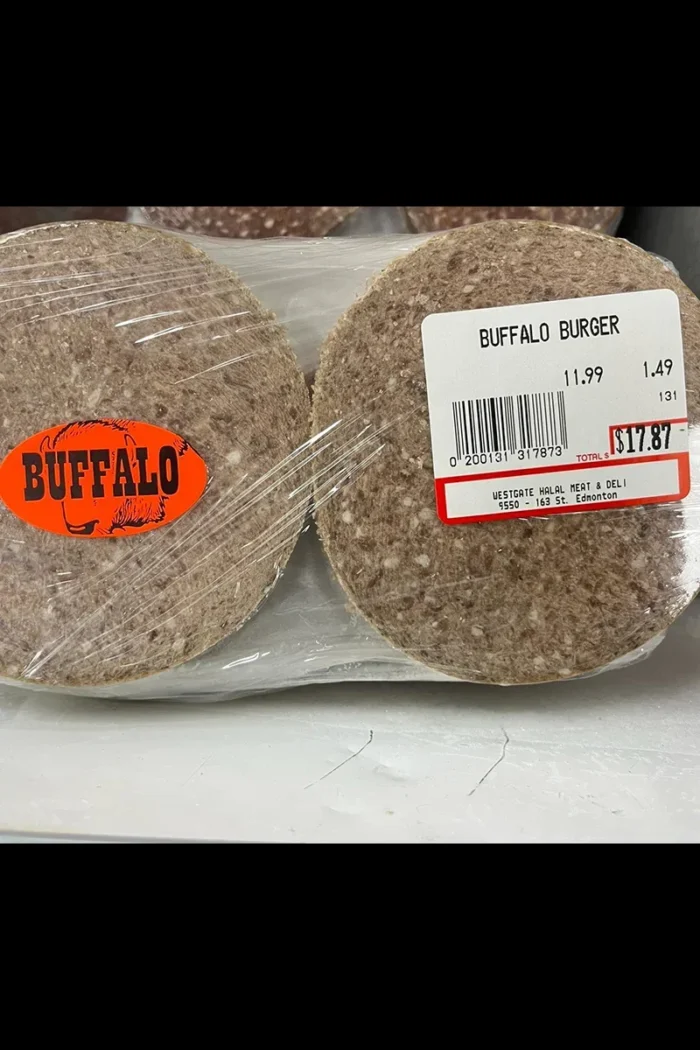 BUFFALO
BUFFALO BURGER
11.99 1.49
131
0 200131 317873
TOTAL $ $17.87
WESTGATE HALAL MEAT & DELI
9550 - 163 St. Edmonton